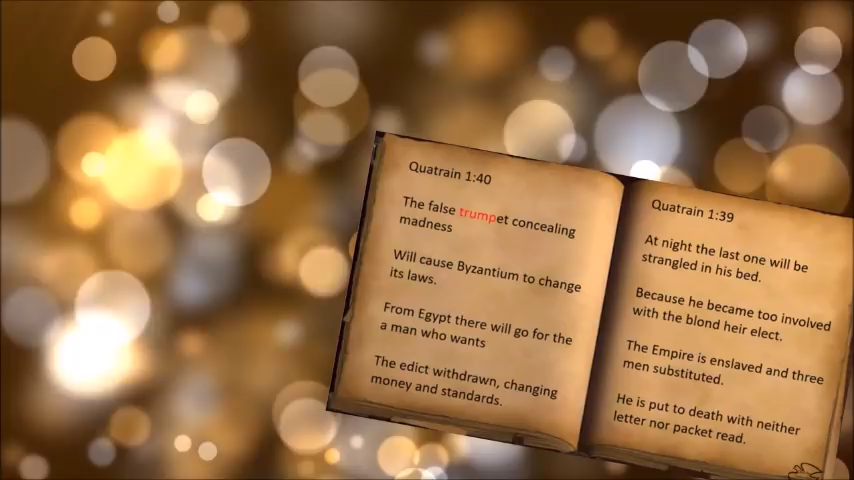 Quatrain 1:40
The false trumpet concealing
madness
Will cause Byzantium to change
its laws.
From Egypt there will go for the
a man who wants
The edict withdrawn, changing
money and standards.
Quatrain 1:39
At night the last one will be
strangled in his bed.
Because he became too involved
with the blond heir elect.
The Empire is enslaved and three
men substituted.
He is put to death with neither
letter nor packet read.